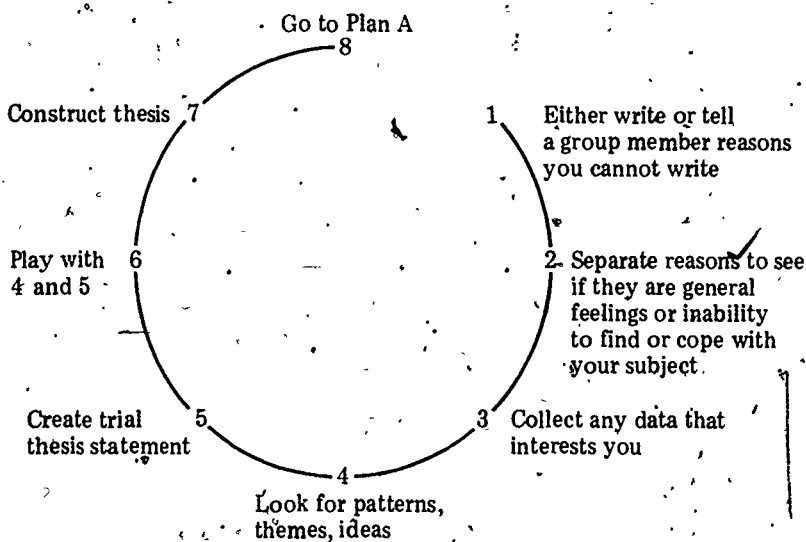 Go to Plan A
8
Construct thesis 7
1 Either write or tell
a group member reasons
you cannot write
Play with 6
4 and 5
2 Separate reasons to see
if they are general
feelings or inability
to find or cope with
your subject.
Create trial 5
thesis statement
3 Collect any data that
interests you
4
Look for patterns,
themes, ideas